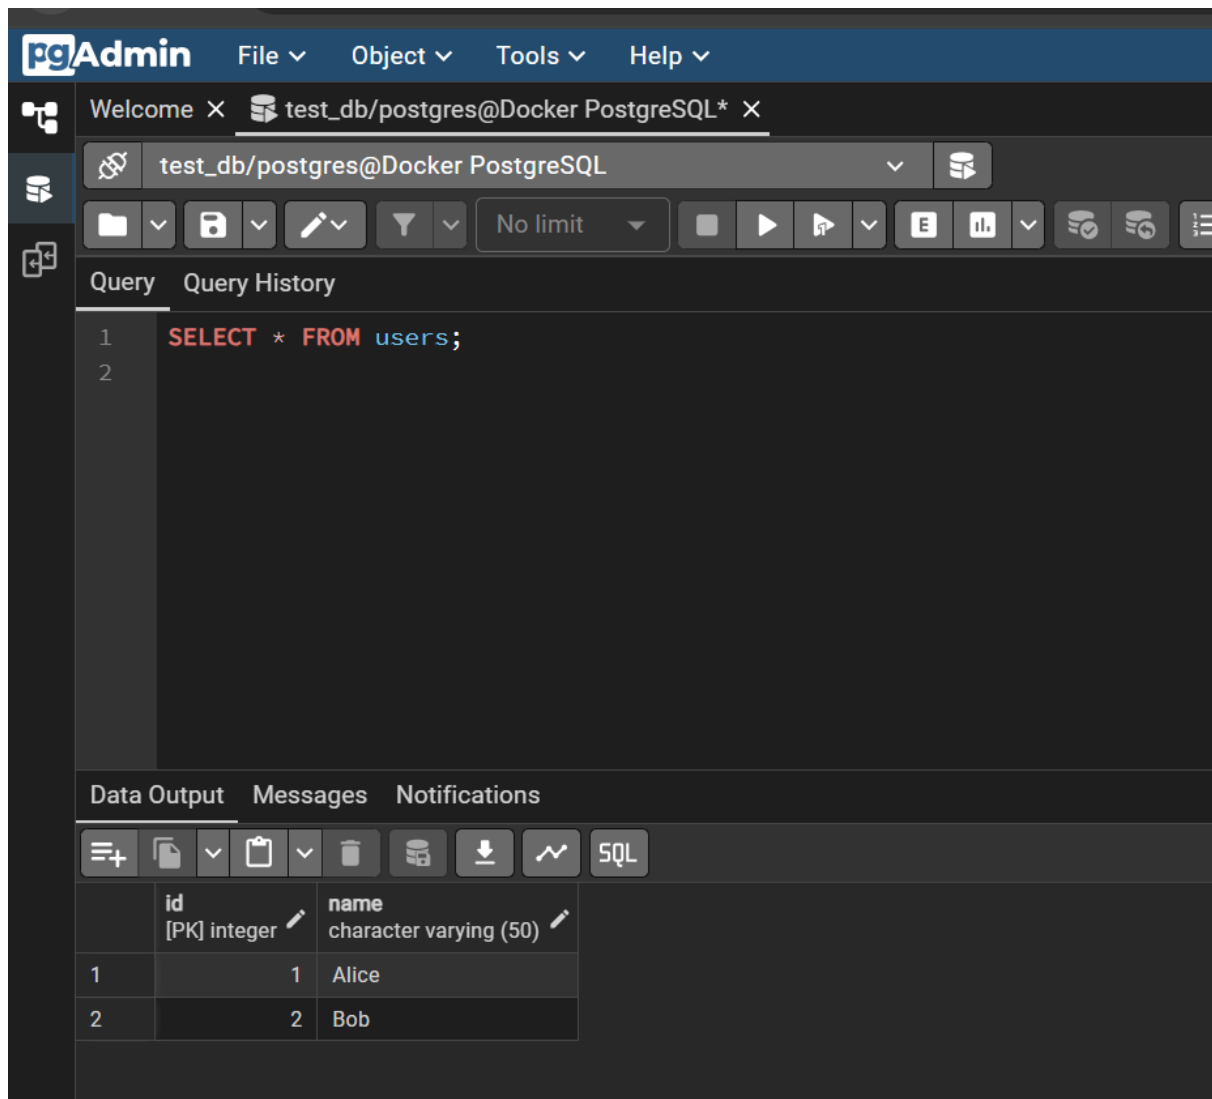 pgAdmin File Object Tools Help
Welcome test_db/postgres@Docker PostgreSQL*
test_db/postgres@Docker PostgreSQL
No limit E
Query Query History
1 SELECT * FROM users;
2
Data Output Messages Notifications
SQL
id name
[PK] integer character varying (50)
1 1 Alice
2 2 Bob